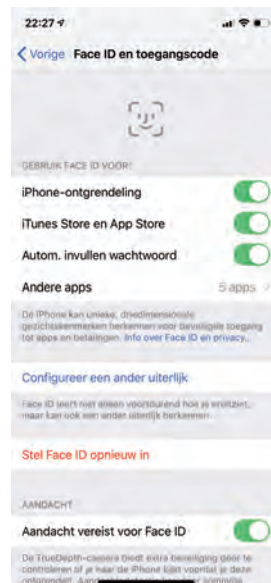 22:27
Vorige Face ID en toegangscode
GEBRUIK FACE ID VOOR:
iPhone-ontgrendeling
iTunes Store en App Store
Autom. invullen wachtwoord
Andere apps 5 apps
De iPhone kan unieke, driedimensionale
gezichtskenmerken herkennen voor beveiligde toegang
tot apps en betalingen. Info over Face ID en privacy...
Configureer een ander uiterlijk
Face ID leert niet alleen voortdurend hoe je eruitziet,
maar kan ook een ander uiterlijk herkennen.
Stel Face ID opnieuw in
AANDACHT
Aandacht vereist voor Face ID
De TrueDepth-camera biedt extra beveiliging door te
controleren of je naar de iPhone kijkt voordat je deze